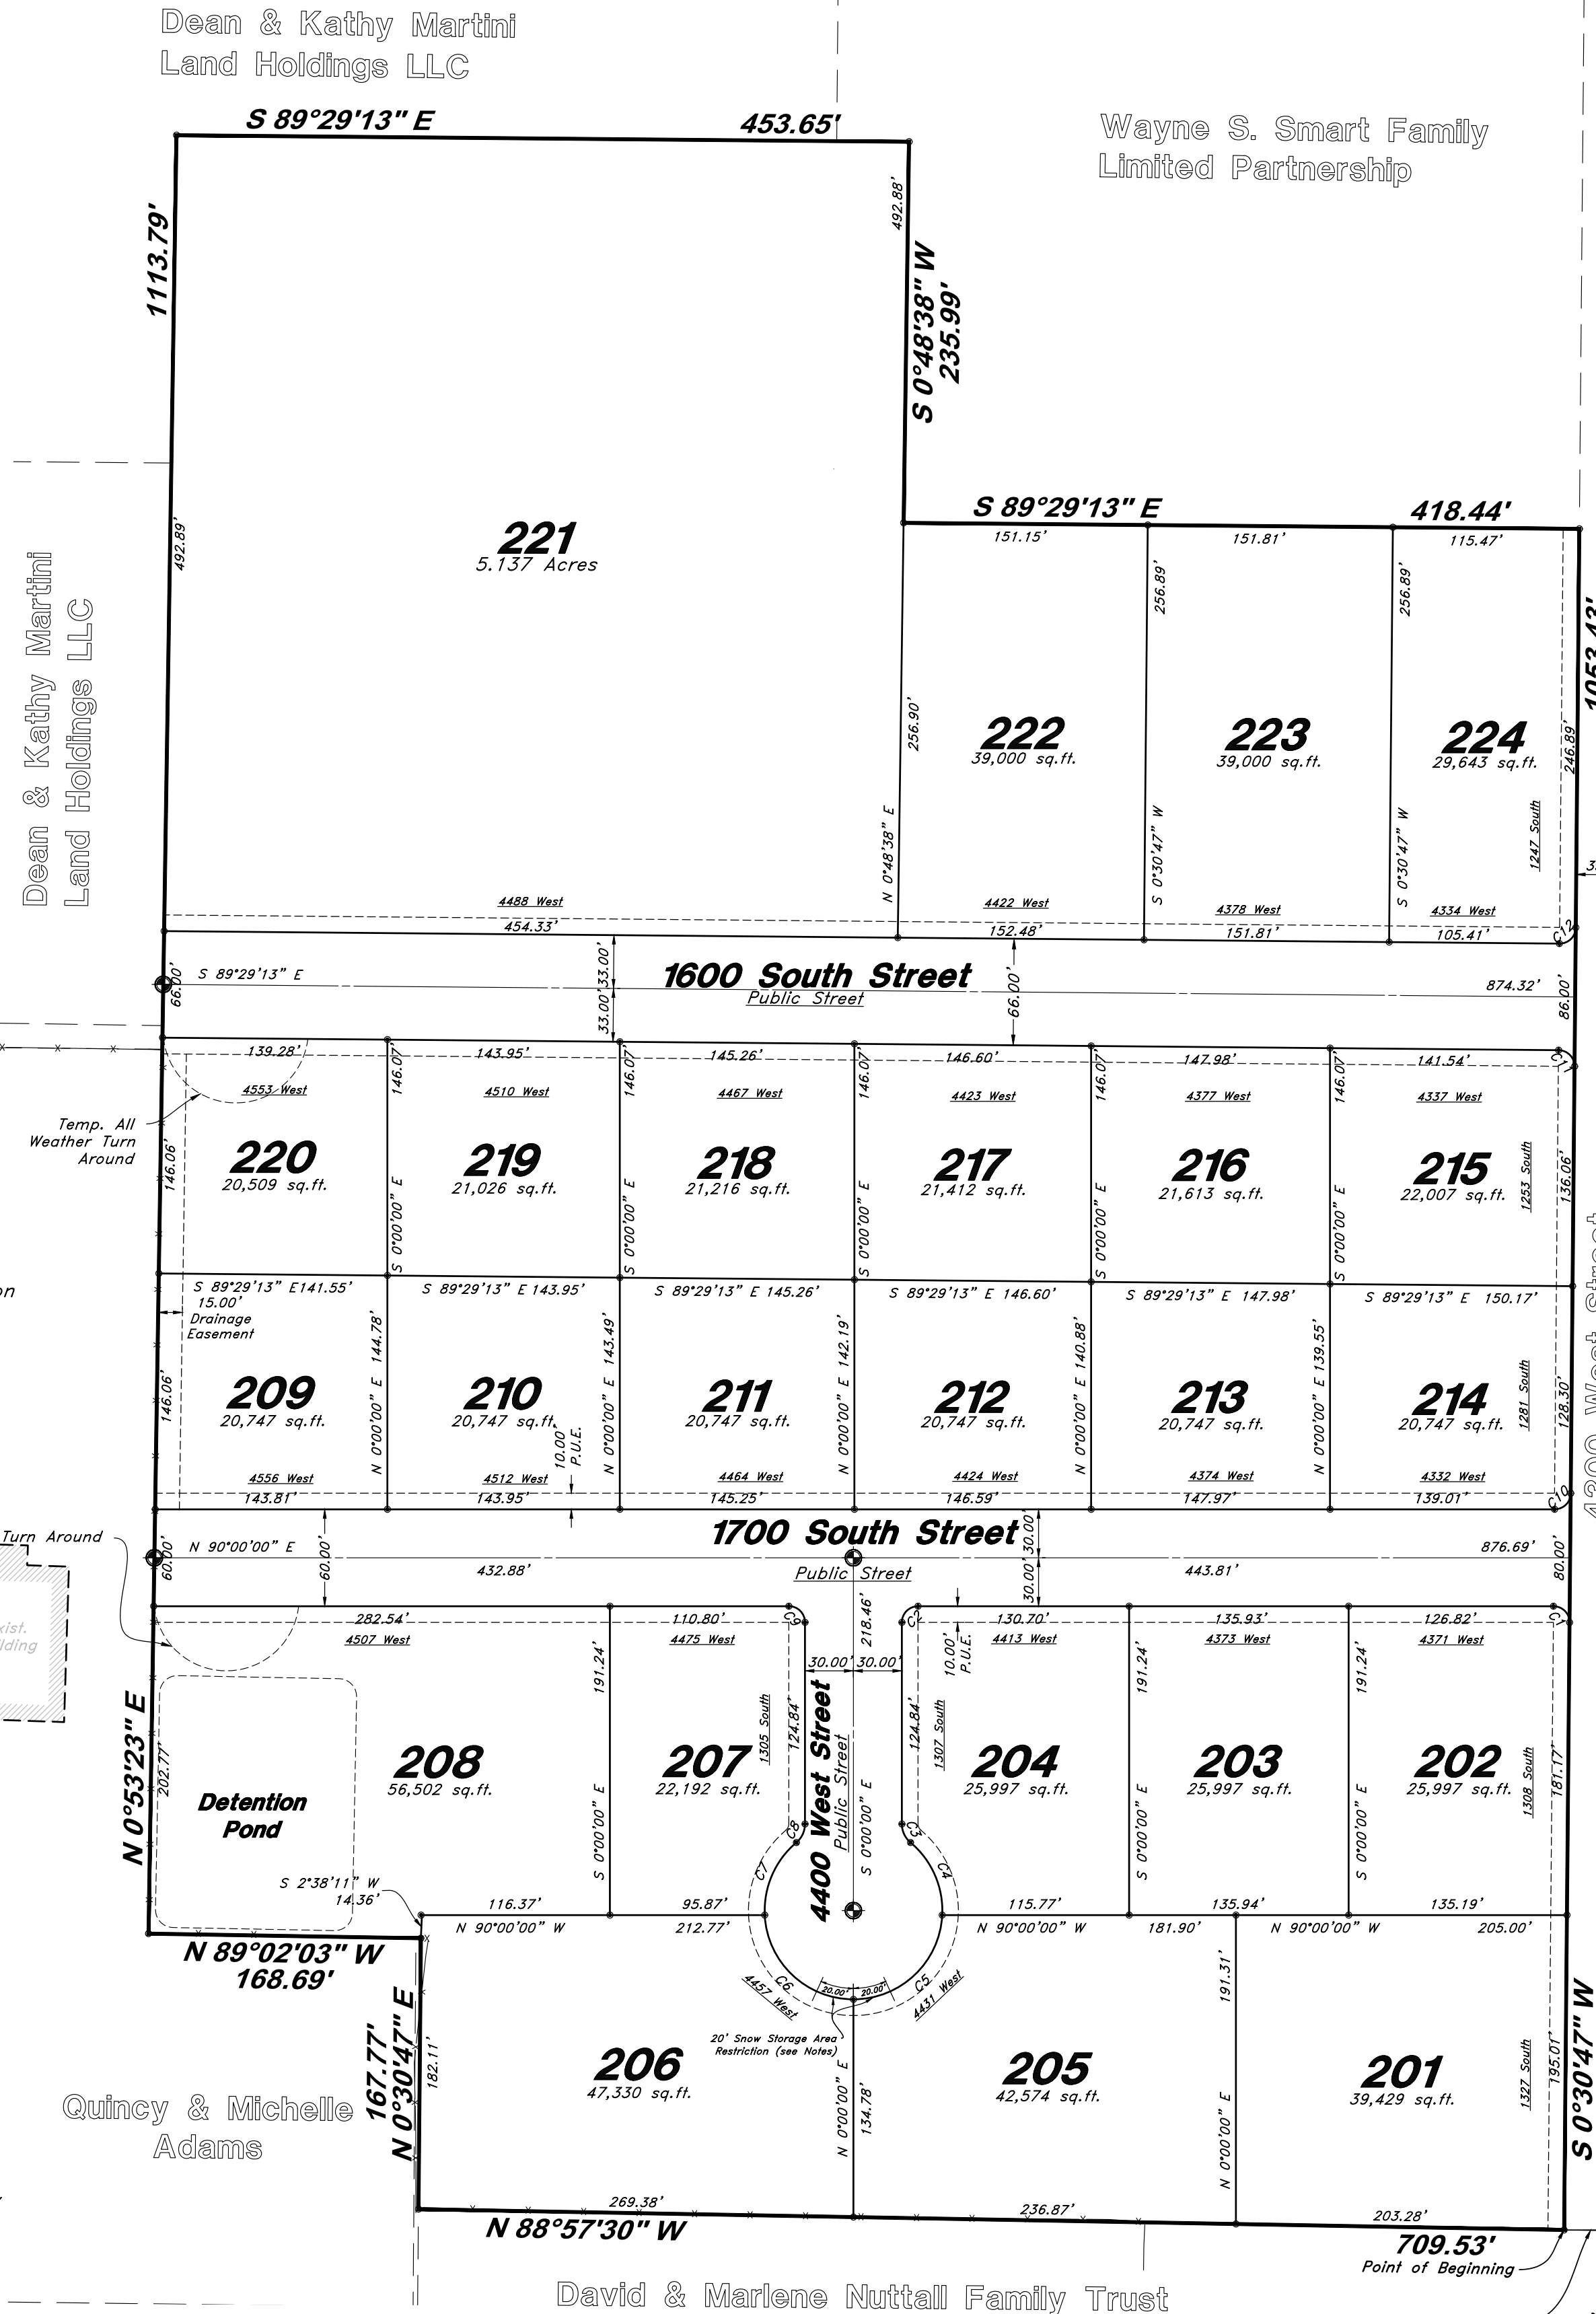 Dean & Kathy Martini
Land Holdings LLC
Wayne S. Smart Family
Limited Partnership
S 89°29'13" E
453.65'
1113.79'
492.88'
S 0°48'38" W
235.99'
Dean & Kathy Martini
Land Holdings LLC
492.89'
221
5.137 Acres
S 89°29'13" E
418.44'
151.15'
151.81'
115.47'
256.90'
256.89'
256.89'
246.89'
1053.43'
222
39,000 sq.ft.
223
39,000 sq.ft.
224
29,643 sq.ft.
N 0°48'38" E
S 0°30'47" W
S 0°30'47" W
1247 South
4488 West
4422 West
4378 West
4334 West
454.33'
152.48'
151.81'
105.41'
C12
66.00'
S 89°29'13" E
33.00'
33.00'
1600 South Street
Public Street
66.00'
874.32'
86.00'
139.28'
143.95'
145.26'
146.60'
147.98'
141.54'
C11
146.07'
146.07'
146.07'
146.07'
146.07'
4553 West
4510 West
4467 West
4423 West
4377 West
4337 West
Temp. All
Weather Turn
Around
146.06'
220
20,509 sq.ft.
219
21,026 sq.ft.
218
21,216 sq.ft.
217
21,412 sq.ft.
216
21,613 sq.ft.
215
22,007 sq.ft.
1253 South
136.06'
S 0°00'00" E
S 0°00'00" E
S 0°00'00" E
S 0°00'00" E
S 0°00'00" E
S 89°29'13" E 141.55'
S 89°29'13" E 143.95'
S 89°29'13" E 145.26'
S 89°29'13" E 146.60'
S 89°29'13" E 147.98'
S 89°29'13" E 150.17'
15.00'
Drainage
Easement
on
4300 West Street
146.06'
N 0°00'00" E 144.78'
N 0°00'00" E 143.49'
N 0°00'00" E 142.19'
N 0°00'00" E 140.88'
N 0°00'00" E 139.55'
209
20,747 sq.ft.
210
20,747 sq.ft.
211
20,747 sq.ft.
212
20,747 sq.ft.
213
20,747 sq.ft.
214
20,747 sq.ft.
1281 South
128.30'
10.00'
P.U.E.
4556 West
4512 West
4464 West
4424 West
4374 West
4332 West
143.81'
143.95'
145.25'
146.59'
147.97'
139.01'
C10
Turn Around
60.00'
N 90°00'00" E
60.00'
1700 South Street
Public Street
432.88'
30.00'
30.00'
443.81'
876.69'
80.00'
282.54'
110.80'
C9
C2
130.70'
135.93'
126.82'
C1
4507 West
4475 West
4413 West
4373 West
4371 West
218.46'
10.00'
P.U.E.
30.00'
30.00'
191.24'
191.24'
191.24'
xist.
ilding
N 0°53'23" E
202.77'
Detention
Pond
208
56,502 sq.ft.
207
22,192 sq.ft.
1305 South
124.84'
4400 West Street
Public Street
S 0°00'00" E
124.84'
1307 South
204
25,997 sq.ft.
203
25,997 sq.ft.
202
25,997 sq.ft.
1308 South
181.17'
S 0°00'00" E
S 0°00'00" E
S 0°00'00" E
C8
C3
C7
C4
S 2°38'11" W
14.36'
116.37'
95.87'
115.77'
135.94'
135.19'
N 90°00'00" W
212.77'
N 90°00'00" W
181.90'
N 90°00'00" W
205.00'
N 89°02'03" W
168.69'
C6
C5
4457 West
20.00'
20.00'
4431 West
20' Snow Storage Area
Restriction (see Notes)
167.77'
N 0°30'47" E
182.11'
191.31'
206
47,330 sq.ft.
205
42,574 sq.ft.
201
39,429 sq.ft.
1327 South
195.01'
S 0°30'47" W
N 0°00'00" E
134.78'
N 0°00'00" E
Quincy & Michelle
Adams
269.38'
236.87'
203.28'
N 88°57'30" W
709.53'
Point of Beginning
David & Marlene Nuttall Family Trust